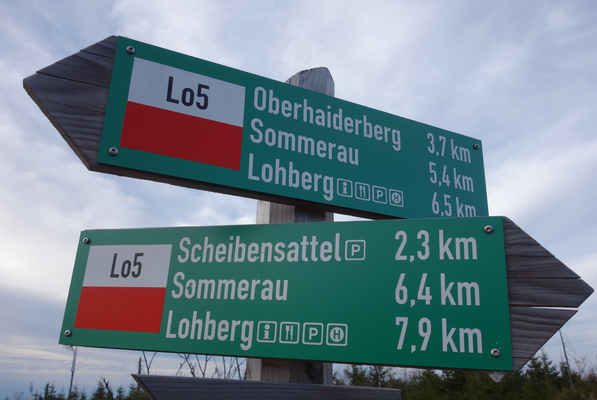 Lo5
Oberhaiderberg 3,7 km
Sommerau 5,4 km
Lohberg i P H 6,5 km
Lo5
Scheibensattel P 2,3 km
Sommerau 6,4 km
Lohberg i P H 7,9 km